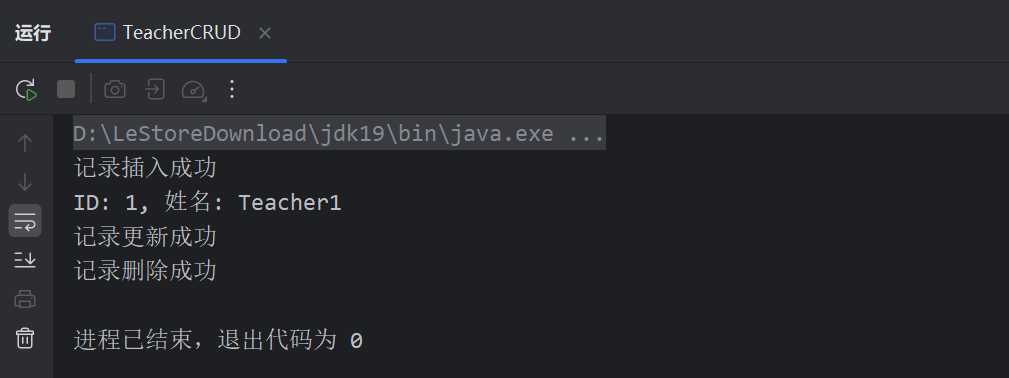 运行 TeacherCRUD
D:\LeStoreDownload\jdk19\bin\java.exe ...
记录插入成功
ID: 1, 姓名: Teacher1
记录更新成功
记录删除成功
进程已结束，退出代码为 0